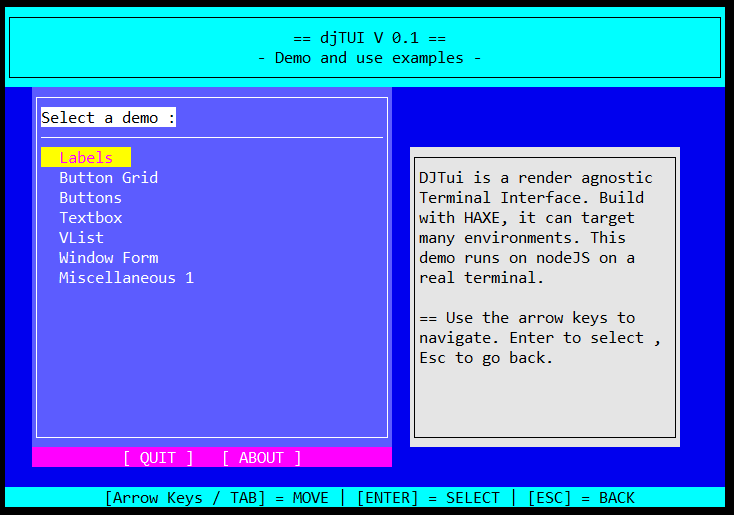 == djTUI V 0.1 ==
- Demo and use examples -
Select a demo :
Labels
Button Grid
Buttons
Textbox
VList
Window Form
Miscellaneous 1
[ QUIT ] [ ABOUT ]
DJTui is a render agnostic
Terminal Interface. Build
with HAXE, it can target
many environments. This
demo runs on nodeJS on a
real terminal.
== Use the arrow keys to
navigate. Enter to select ,
Esc to go back.
[Arrow Keys / TAB] = MOVE | [ENTER] = SELECT | [ESC] = BACK